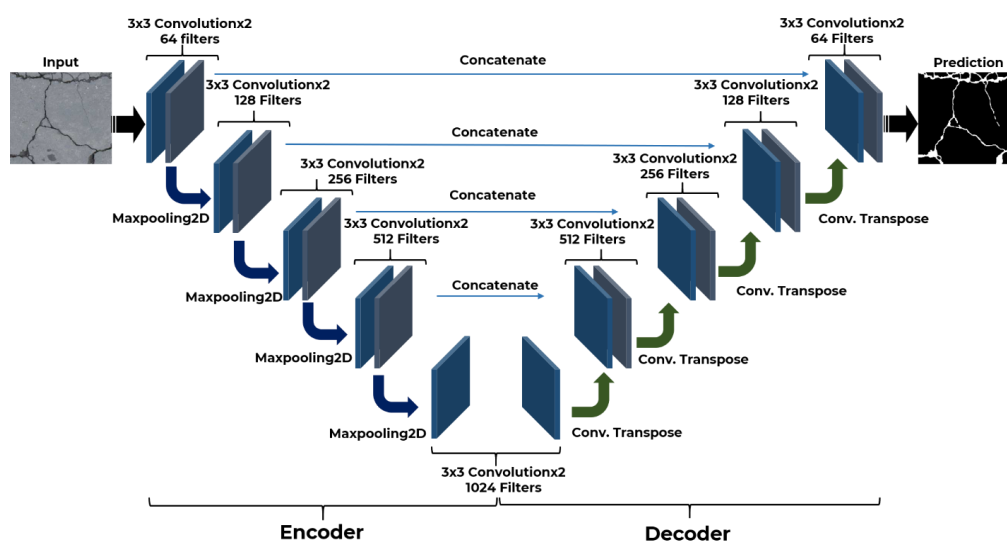 3x3 Convolutionx2
64 filters
3x3 Convolutionx2
64 Filters
Input
Concatenate
Prediction
3x3 Convolutionx2
128 Filters
3x3 Convolutionx2
128 Filters
Concatenate
3x3 Convolutionx2
256 Filters
3x3 Convolutionx2
256 Filters
Concatenate
Maxpooling2D
Conv. Transpose
3x3 Convolutionx2
512 Filters
3x3 Convolutionx2
512 Filters
Concatenate
Maxpooling2D
Conv. Transpose
Maxpooling2D
Conv. Transpose
Maxpooling2D
Conv. Transpose
3x3 Convolutionx2
1024 Filters
Encoder
Decoder